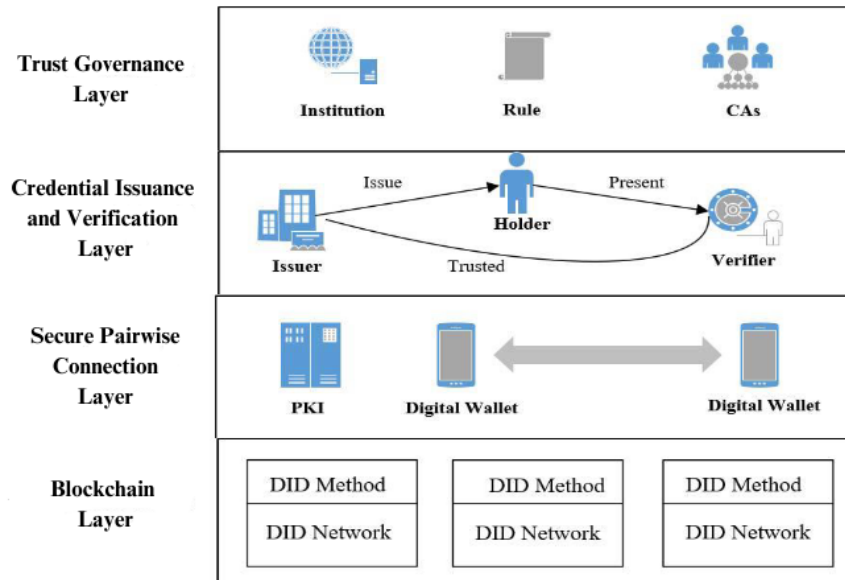 Trust Governance
Layer
Institution
Rule
CAs
Credential Issuance
and Verification
Layer
Issue
Present
Holder
Issuer
Trusted
Verifier
Secure Pairwise
Connection
Layer
PKI
Digital Wallet
Digital Wallet
Blockchain
Layer
DID Method
DID Network
DID Method
DID Network
DID Method
DID Network